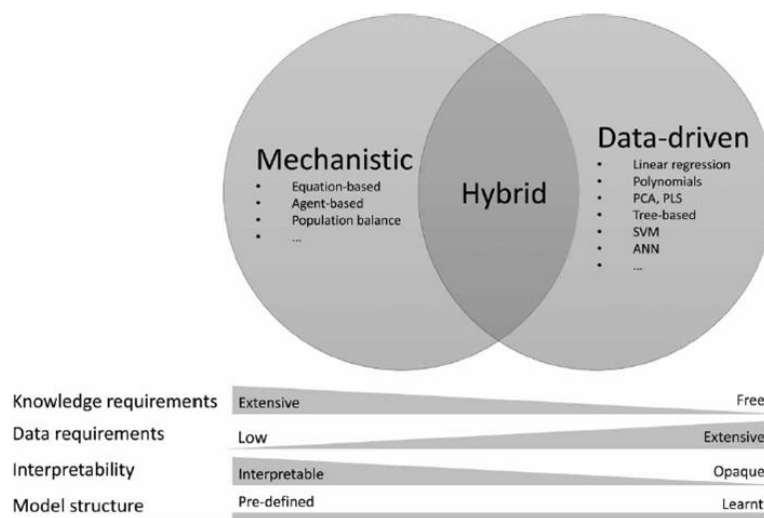 Mechanistic
• Equation-based
• Agent-based
• Population balance
• ...
Hybrid
Data-driven
• Linear regression
• Polynomials
• PCA, PLS
• Tree-based
• SVM
• ANN
• ...
Knowledge requirements Extensive Free
Data requirements Low Extensive
Interpretability Interpretable Opaque
Model structure Pre-defined Learnt